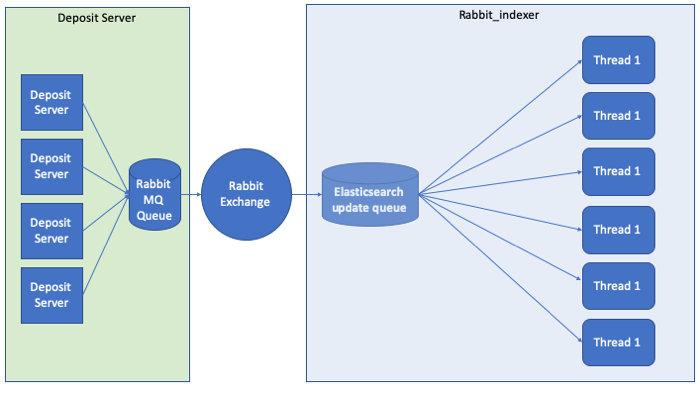 Deposit Server
Deposit
Server
Deposit
Server
Deposit
Server
Deposit
Server
Rabbit
MQ
Queue
Rabbit
Exchange
Rabbit_indexer
Elasticsearch
update queue
Thread 1
Thread 1
Thread 1
Thread 1
Thread 1
Thread 1